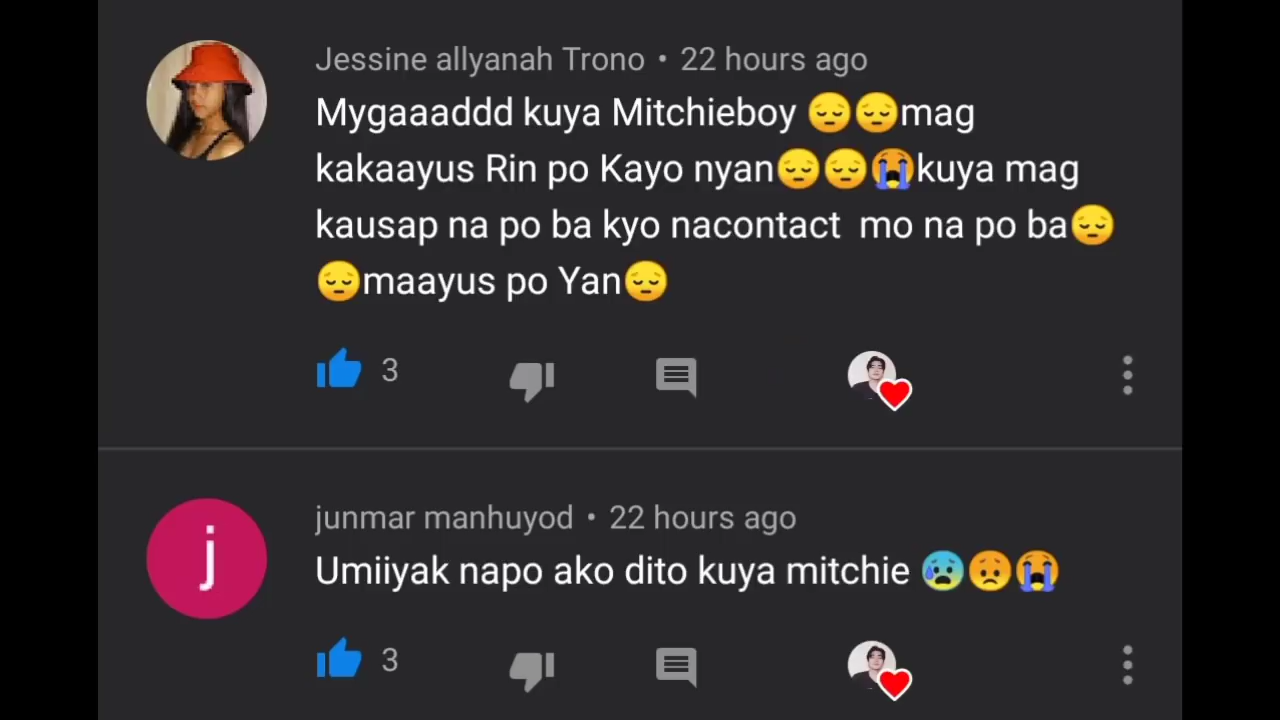 Jessine allyanah Trono • 22 hours ago
Mygaaaddd kuya Mitchieboy 😔😔mag
kakaayus Rin po Kayo nyan😔😔😭kuya mag
kausap na po ba kyo nacontact  mo na po ba😔
😔maayus po Yan😔
3
j
junmar manhuyod • 22 hours ago
Umiiyak napo ako dito kuya mitchie 😰😟😭
3